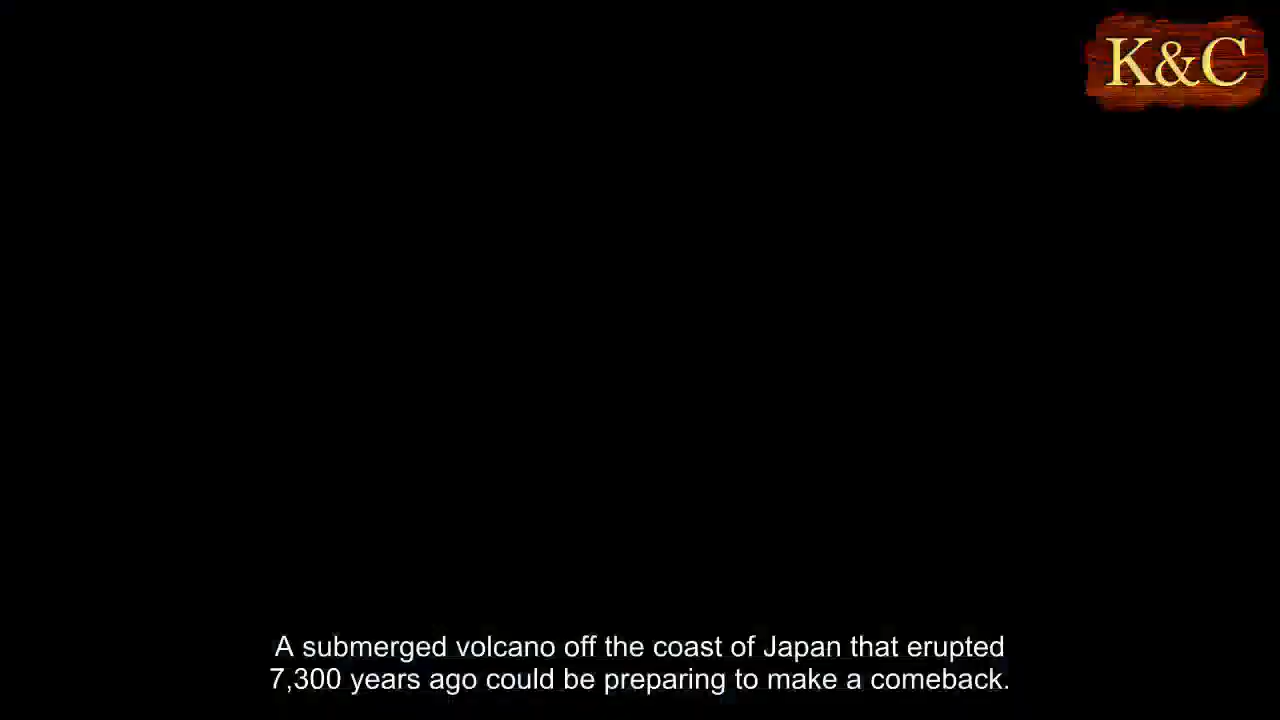 K&C
A submerged volcano off the coast of Japan that erupted
7,300 years ago could be preparing to make a comeback.